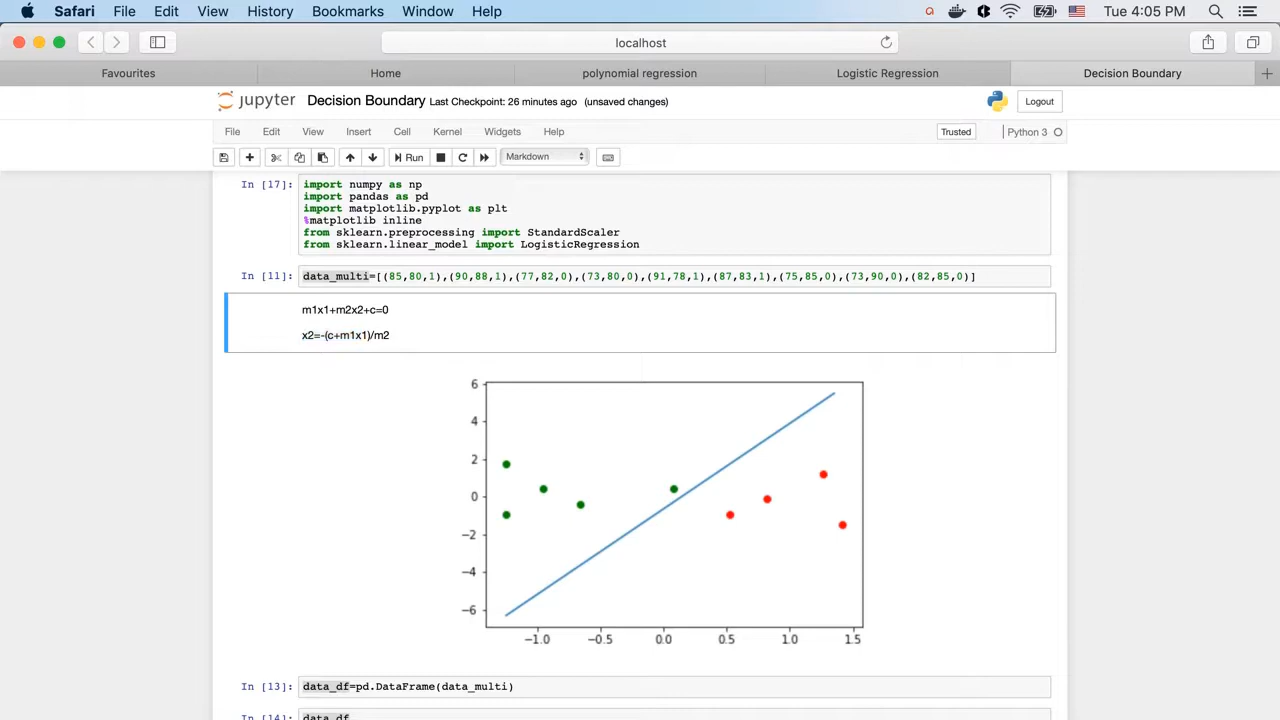 Safari File Edit View History Bookmarks Window Help Tue 4:05 PM
localhost
Favourites Home polynomial regression Logistic Regression Decision Boundary
jupyter Decision Boundary Last Checkpoint: 26 minutes ago (unsaved changes) Logout
File Edit View Insert Cell Kernel Widgets Help Trusted Python 3
Run Markdown
In [17]: import numpy as np
import pandas as pd
import matplotlib.pyplot as plt
%matplotlib inline
from sklearn.preprocessing import StandardScaler
from sklearn.linear_model import LogisticRegression
In [11]: data_multi=[(85,80,1),(90,88,1),(77,82,0),(73,80,0),(91,78,1),(87,83,1),(75,85,0),(73,90,0),(82,85,0)]
m1x1+m2x2+c=0
x2=-(c+m1x1)/m2
6
4
2
0
−2
−4
−6
−1.0 −0.5 0.0 0.5 1.0 1.5
In [13]: data_df=pd.DataFrame(data_multi)
In [14]: data_df